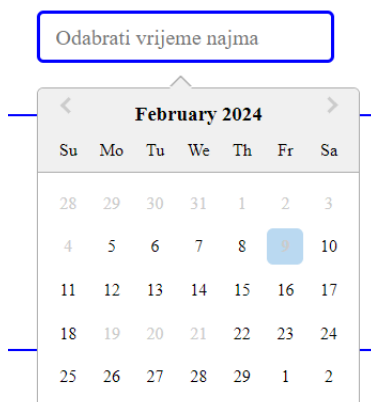 Odabrati vrijeme najma
February 2024
Su Mo Tu We Th Fr Sa
28 29 30 31 1 2 3
4 5 6 7 8 9 10
11 12 13 14 15 16 17
18 19 20 21 22 23 24
25 26 27 28 29 1 2